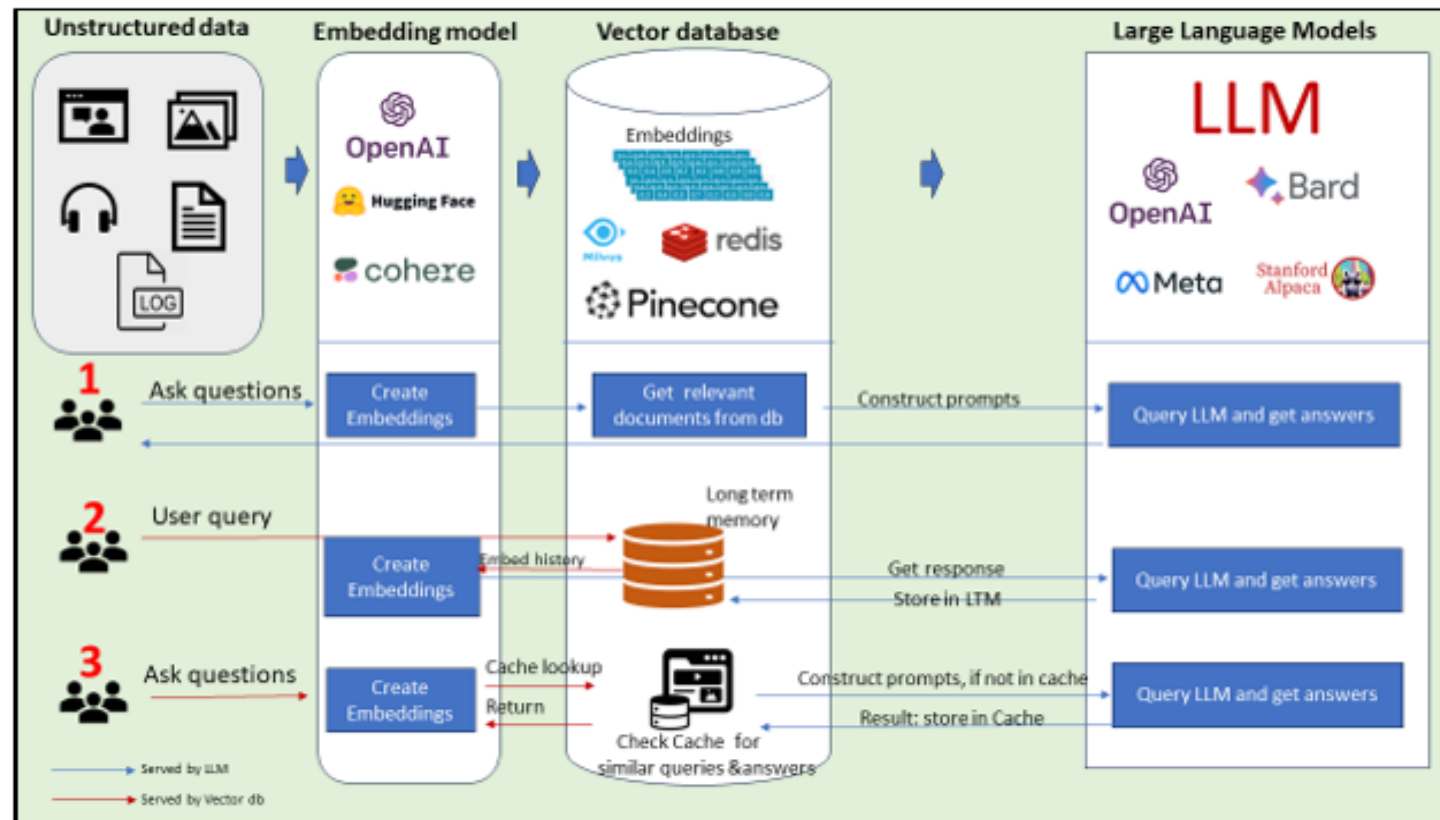 Unstructured data
Embedding model
Vector database
Large Language Models
LOG
OpenAI
Hugging Face
cohere
Embeddings
Milvus
redis
Pinecone
LLM
OpenAI
Bard
Meta
Stanford
Alpaca
1
Ask questions
Create
Embeddings
Get relevant
documents from db
Construct prompts
Query LLM and get answers
2
User query
Long term
memory
Embed history
Create
Embeddings
Get response
Store in LTM
Query LLM and get answers
3
Ask questions
Create
Embeddings
Cache lookup
Return
Check Cache for
similar queries &answers
Construct prompts, if not in cache
Result: store in Cache
Query LLM and get answers
Served by LLM
Served by Vector db